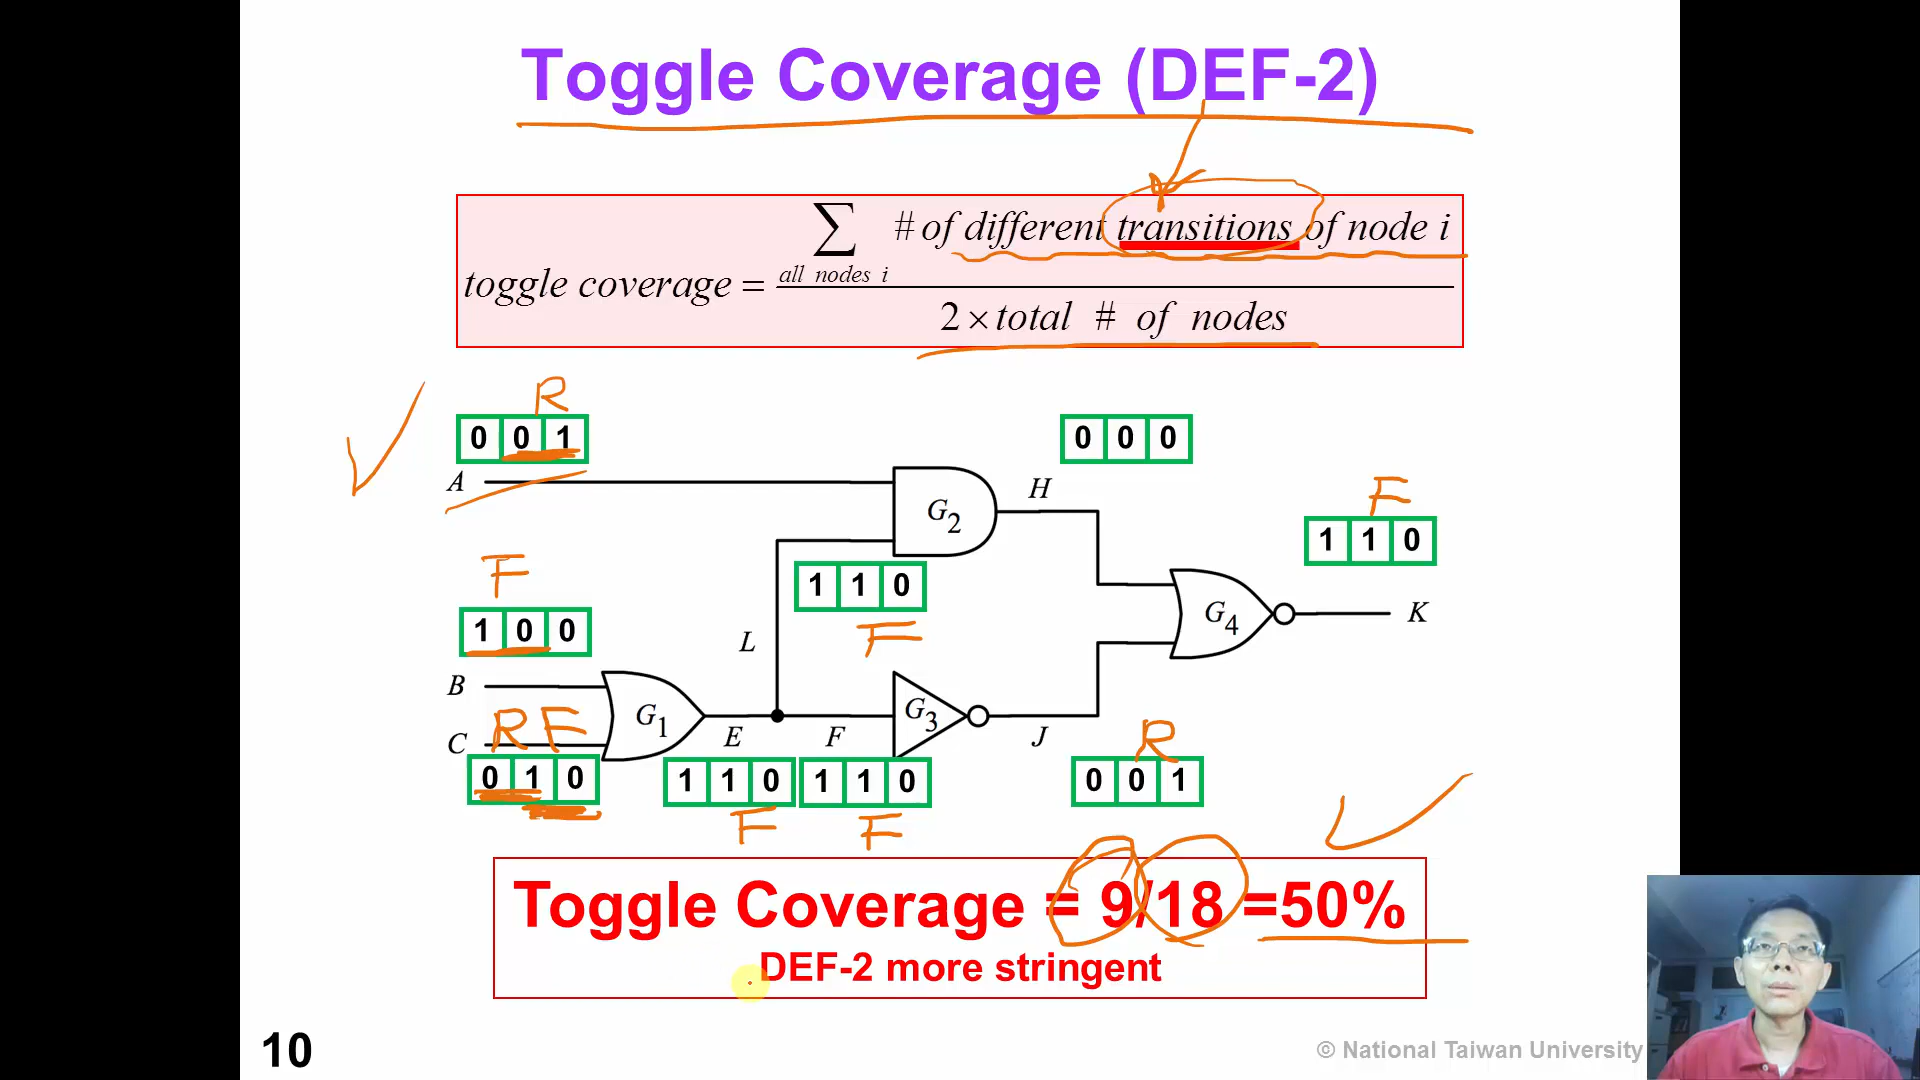 Toggle Coverage (DEF-2)
∑ # of different transitions of node i
all nodes i
toggle coverage =
2 × total # of nodes
R
0 0 1
0 0 0
A
H
G2
F
1 1 0
F
1 0 0
1 1 0
F
L
G4
K
B
G1
G3
R F
C
E
F
J
R
0 1 0
1 1 0
1 1 0
0 0 1
F
F
Toggle Coverage = 9/18 =50%
DEF-2 more stringent
10
© National Taiwan University